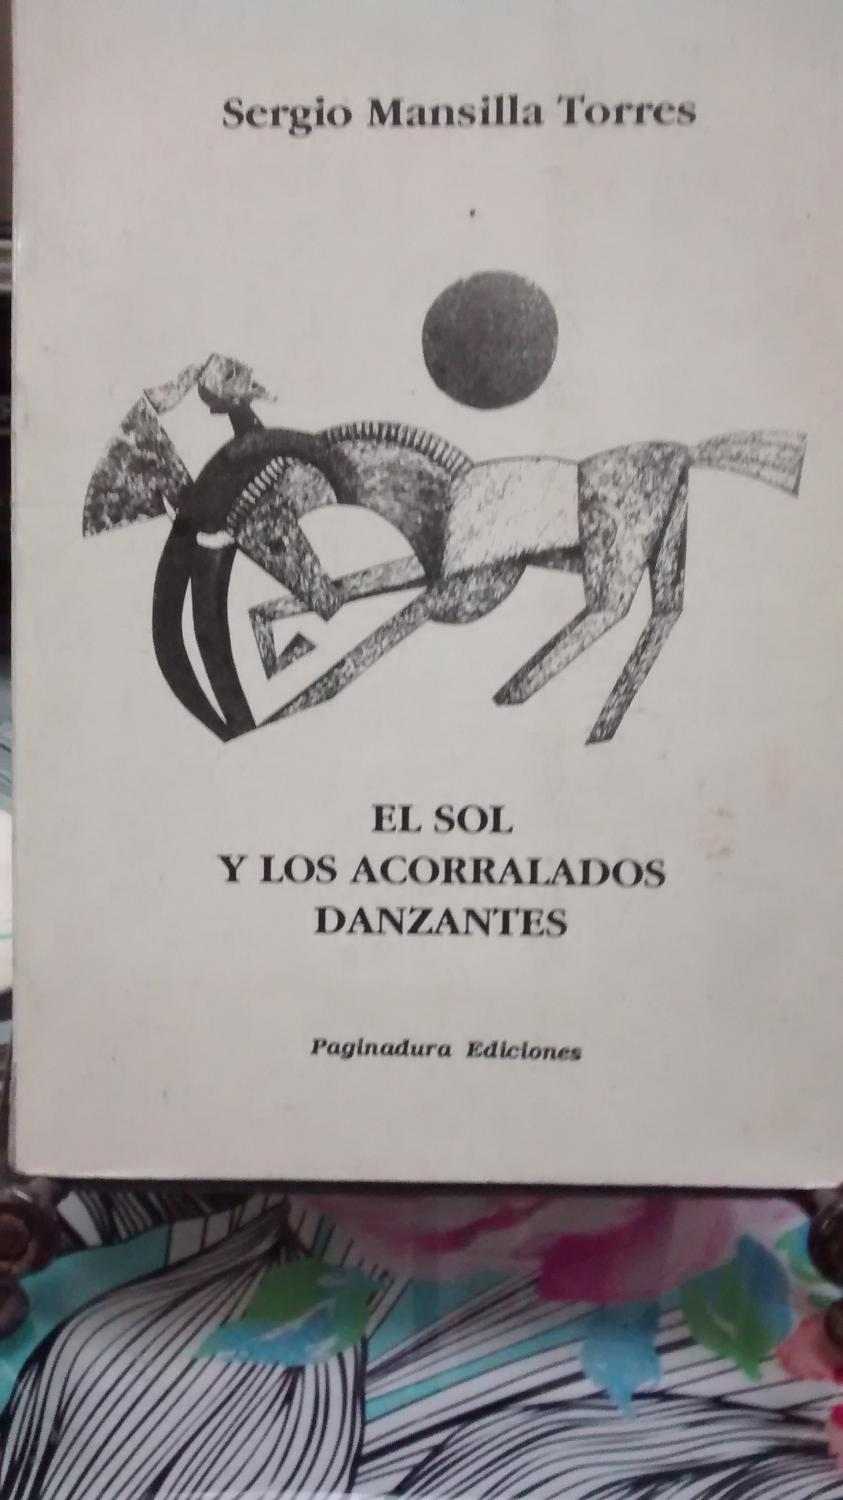 Sergio Mansilla Torres
EL SOL
Y LOS ACORRALADOS
DANZANTES
Paginadura Ediciones